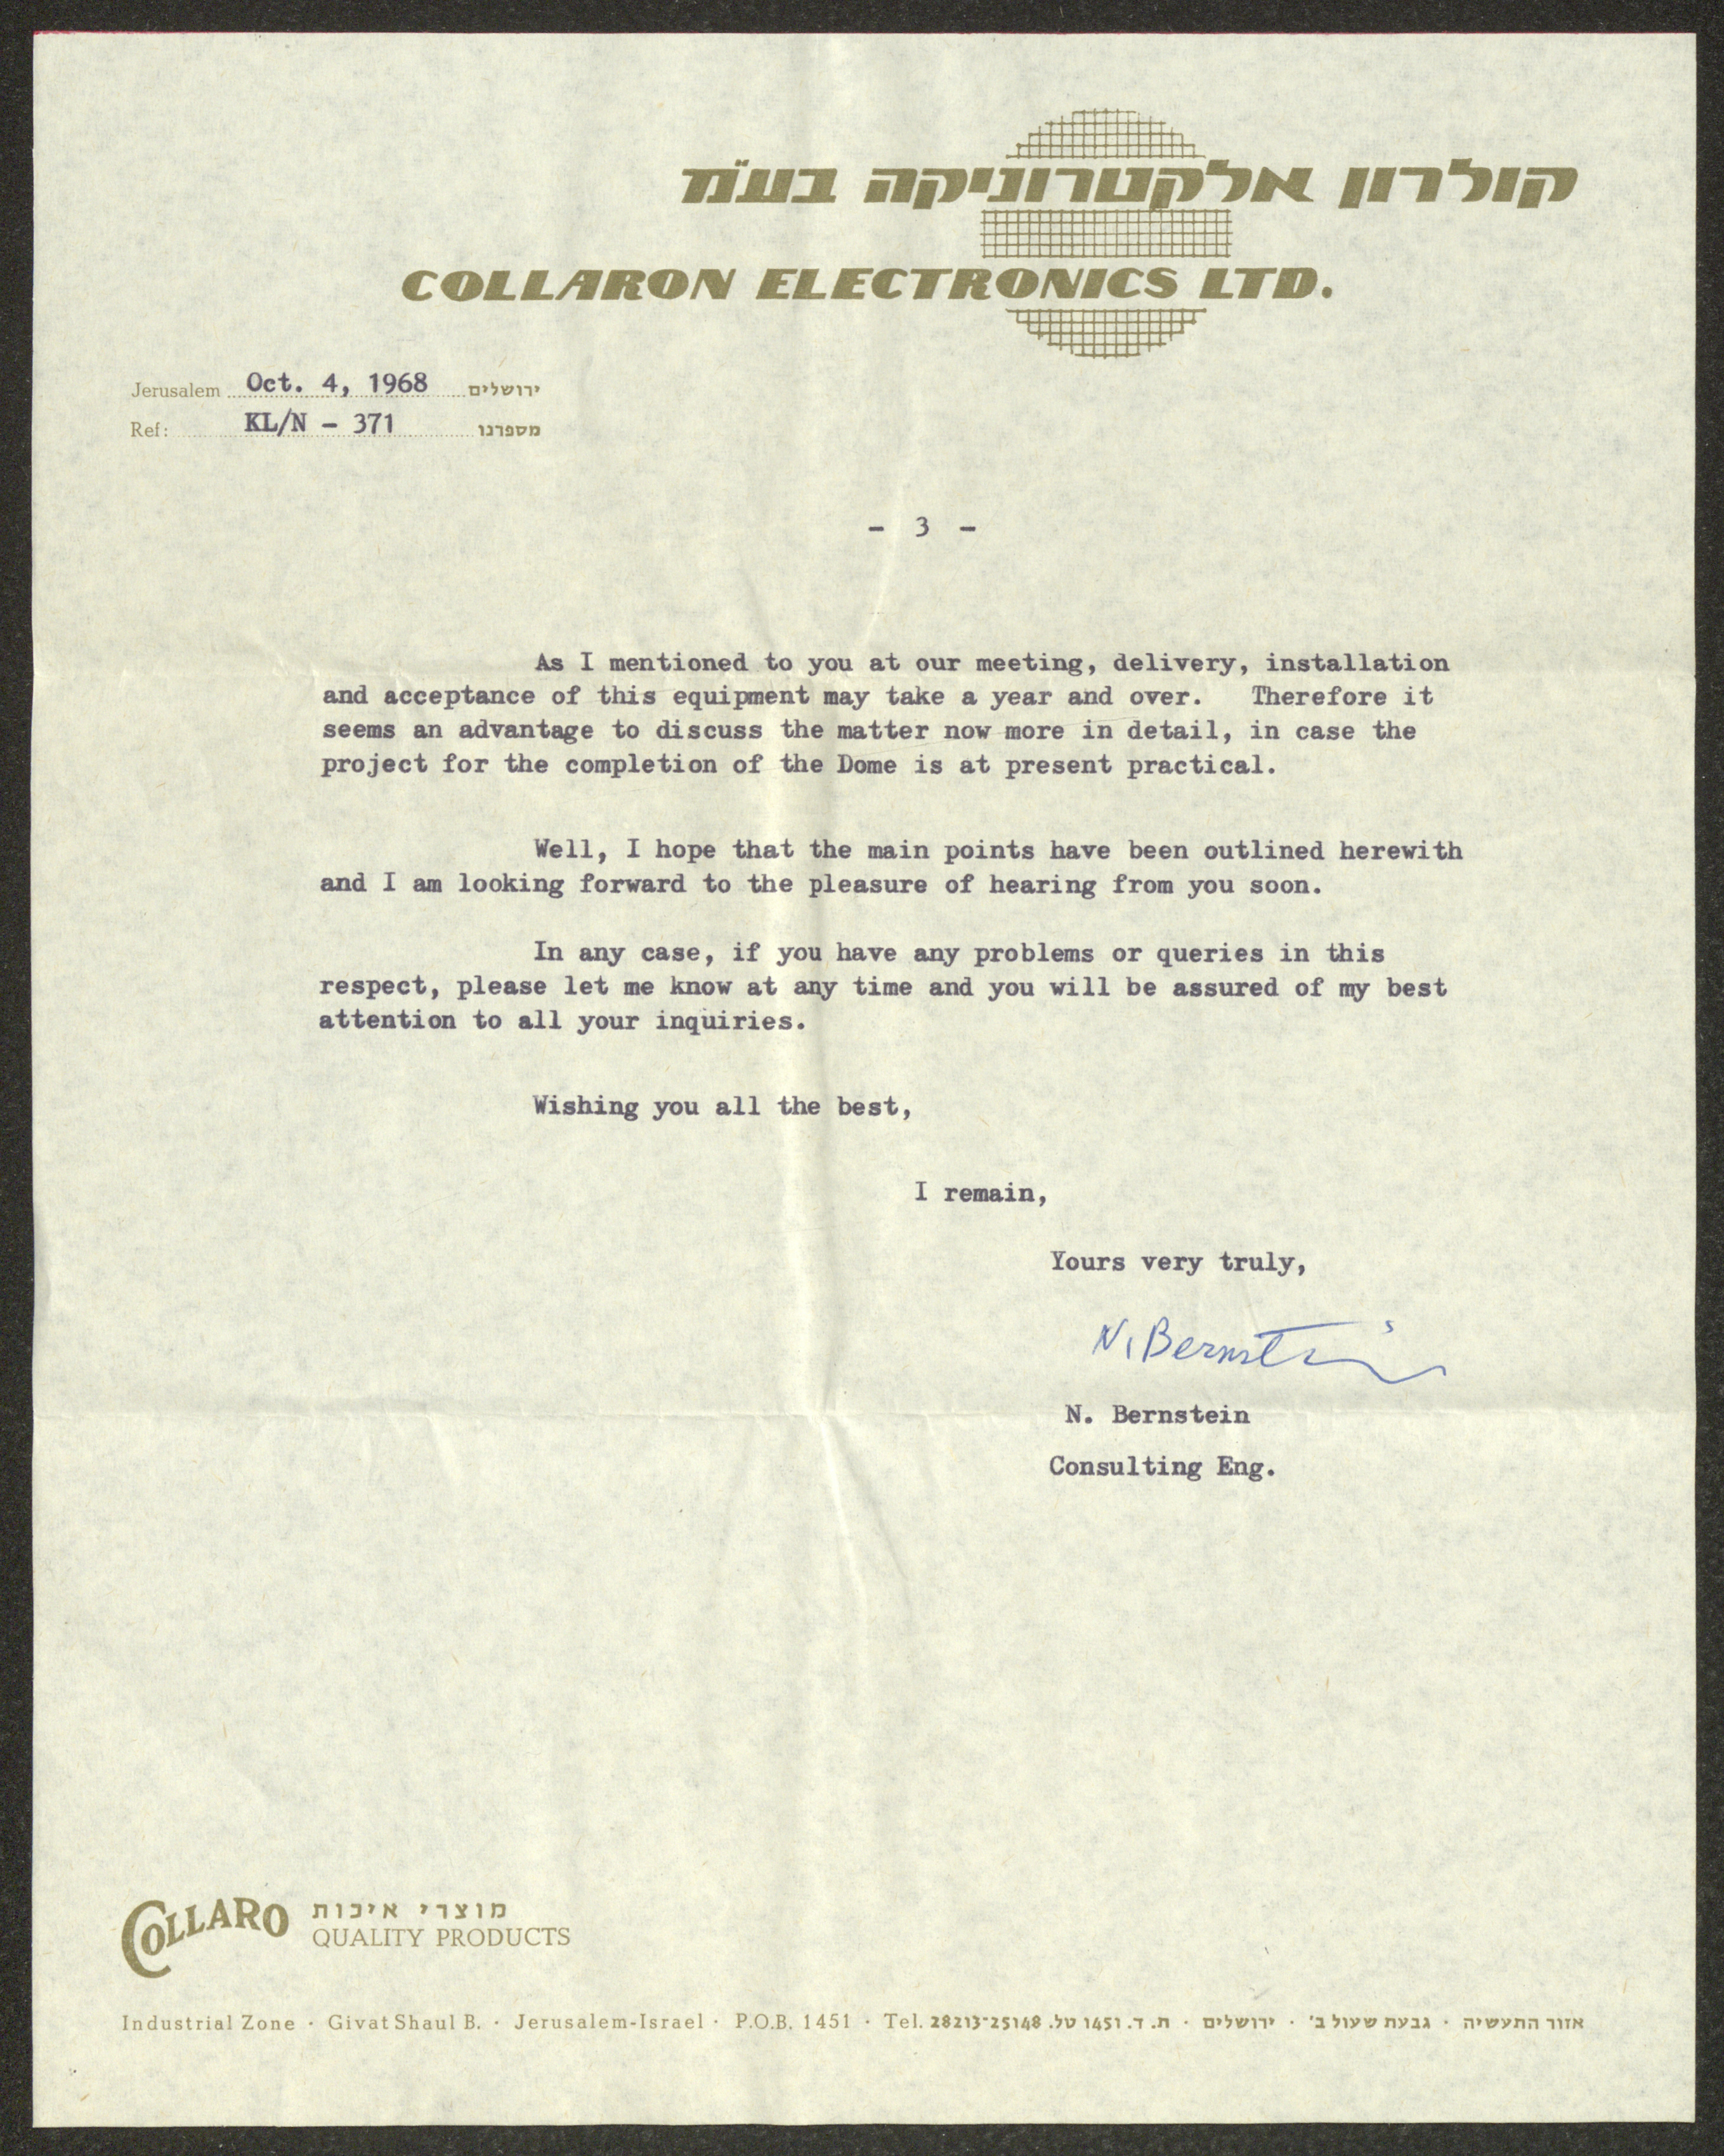 קולרון אלקטרוניקה בע"מ
COLLARON ELECTRONICS LTD.
Jerusalem Oct. 4, 1968 ירושלים
Ref: KL/N - 371 מספרנו
- 3 -
As I mentioned to you at our meeting, delivery, installation
and acceptance of this equipment may take a year and over. Therefore it
seems an advantage to discuss the matter now more in detail, in case the
project for the completion of the Dome is at present practical.
Well, I hope that the main points have been outlined herewith
and I am looking forward to the pleasure of hearing from you soon.
In any case, if you have any problems or queries in this
respect, please let me know at any time and you will be assured of my best
attention to all your inquiries.
Wishing you all the best,
I remain,
Yours very truly,
N. Bernstein
N. Bernstein
Consulting Eng.
COLLARO מוצרי איכות
QUALITY PRODUCTS
Industrial Zone · Givat Shaul B. · Jerusalem-Israel · P.O.B. 1451 · Tel. 28213-25148 אזור התעשיה · גבעת שאול ב' · ירושלים · ת. ד. 1451 טל.